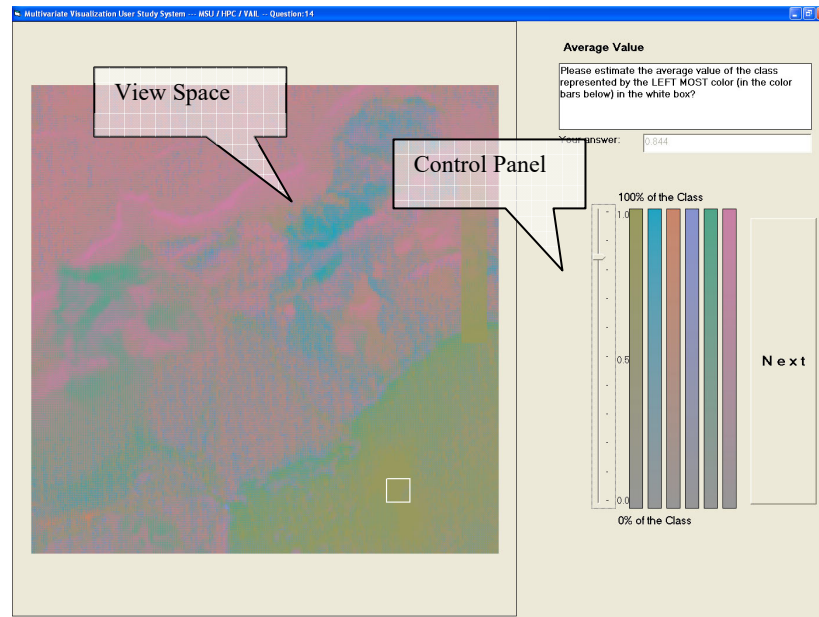 Multivariate Visualization User Study System --- MSU / HPC / VAIL -- Question:14
View Space
Control Panel
Average Value
Please estimate the average value of the class
represented by the LEFT MOST color (in the color
bars below) in the white box?
Your answer:
0.844
100% of the Class
1.0
0.5
0.0
0% of the Class
Next